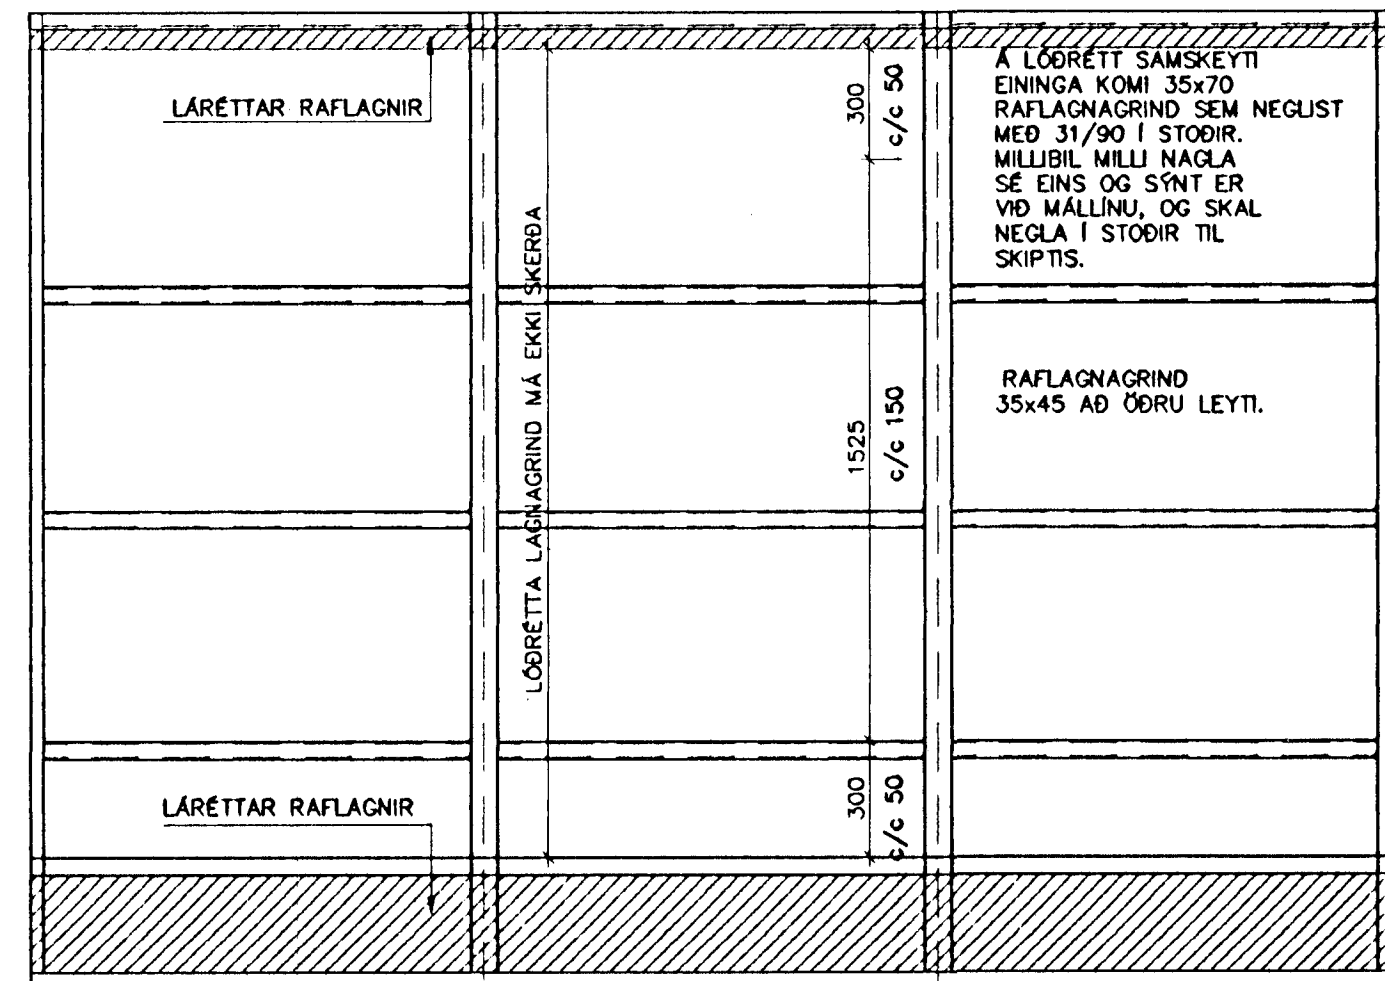 LÁRÉTTAR RAFLAGNIR
LÓÐRÉTTA LAGNAGRIND MÁ EKKI SKERÐA
300
c/c 50
1525
c/c 150
300
c/c 50
Á LÓÐRÉTT SAMSKEYTI
EININGA KOMI 35x70
RAFLAGNAGRIND SEM NEGLIST
MEÐ 31/90 Í STOÐIR.
MILLIBIL MILLI NAGLA
SÉ EINS OG SÝNT ER
VIÐ MÁLLÍNU, OG SKAL
NEGLA Í STOÐIR TIL
SKIPTIS.
RAFLAGNAGRIND
35x45 AÐ ÖÐRU LEYTI.
LÁRÉTTAR RAFLAGNIR